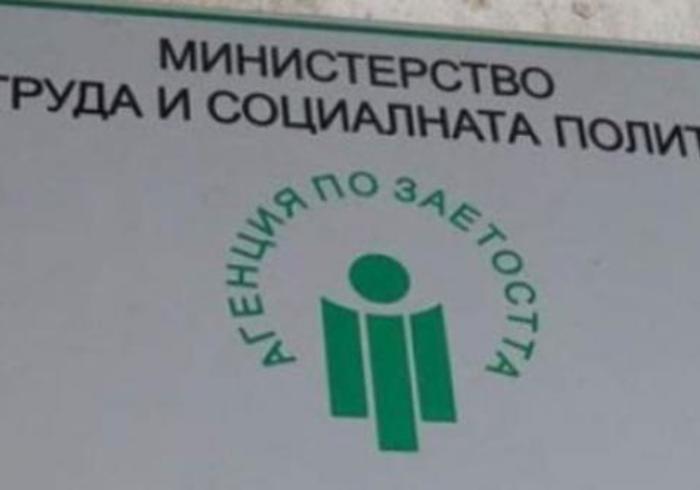 МИНИСТЕРСТВО
ТРУДА И СОЦИАЛНАТА ПОЛИТ
АГЕНЦИЯ ПО ЗАЕТОСТТА